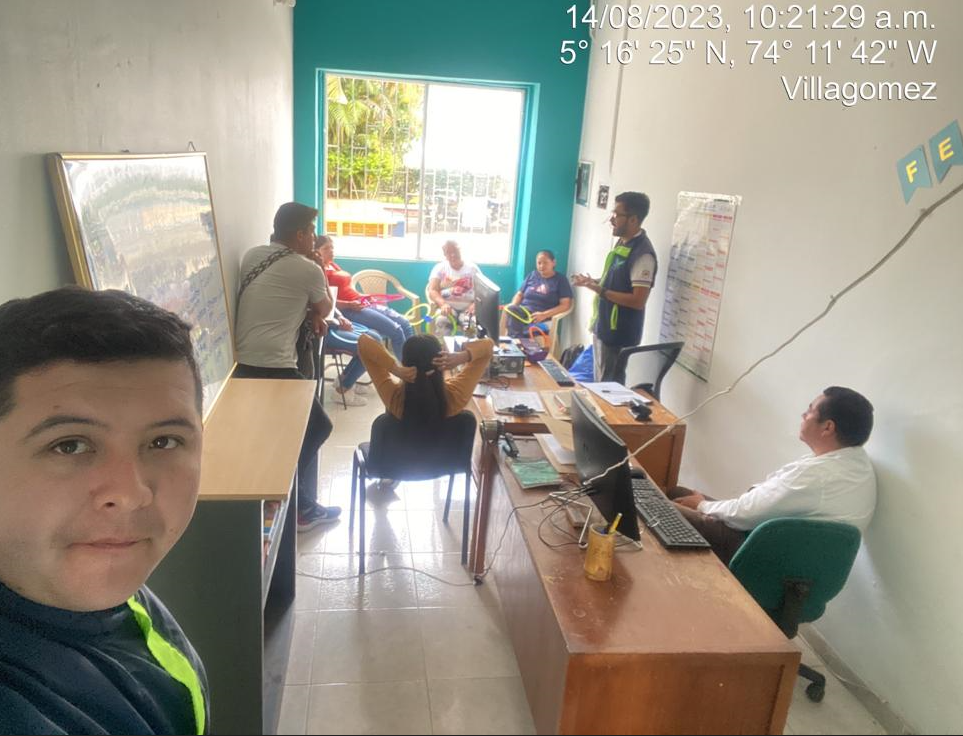 14/08/2023, 10:21:29 a.m.
5° 16' 25" N, 74° 11' 42" W
Villagomez
F E